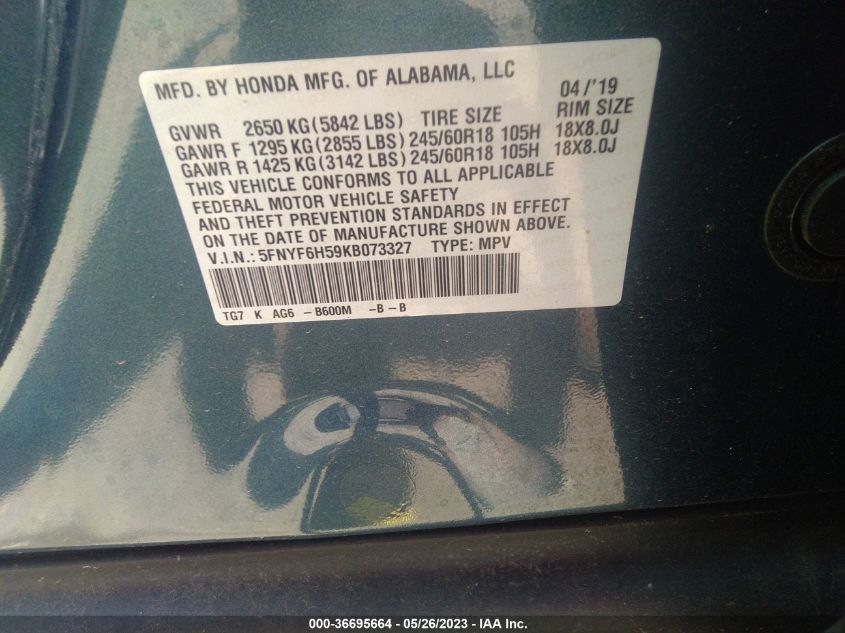 MFD. BY HONDA MFG. OF ALABAMA, LLC 04/'19
GVWR 2650 KG(5842 LBS) TIRE SIZE RIM SIZE
GAWR F 1295 KG(2855 LBS) 245/60R18 105H 18X8.0J
GAWR R 1425 KG(3142 LBS) 245/60R18 105H 18X8.0J
THIS VEHICLE CONFORMS TO ALL APPLICABLE
FEDERAL MOTOR VEHICLE SAFETY
AND THEFT PREVENTION STANDARDS IN EFFECT
ON THE DATE OF MANUFACTURE SHOWN ABOVE.
V.I.N.: 5FNYF6H59KB073327 TYPE: MPV
TG7 K AG6 -B600M -B-B
000-36695664 - 05/26/2023 - IAA Inc.